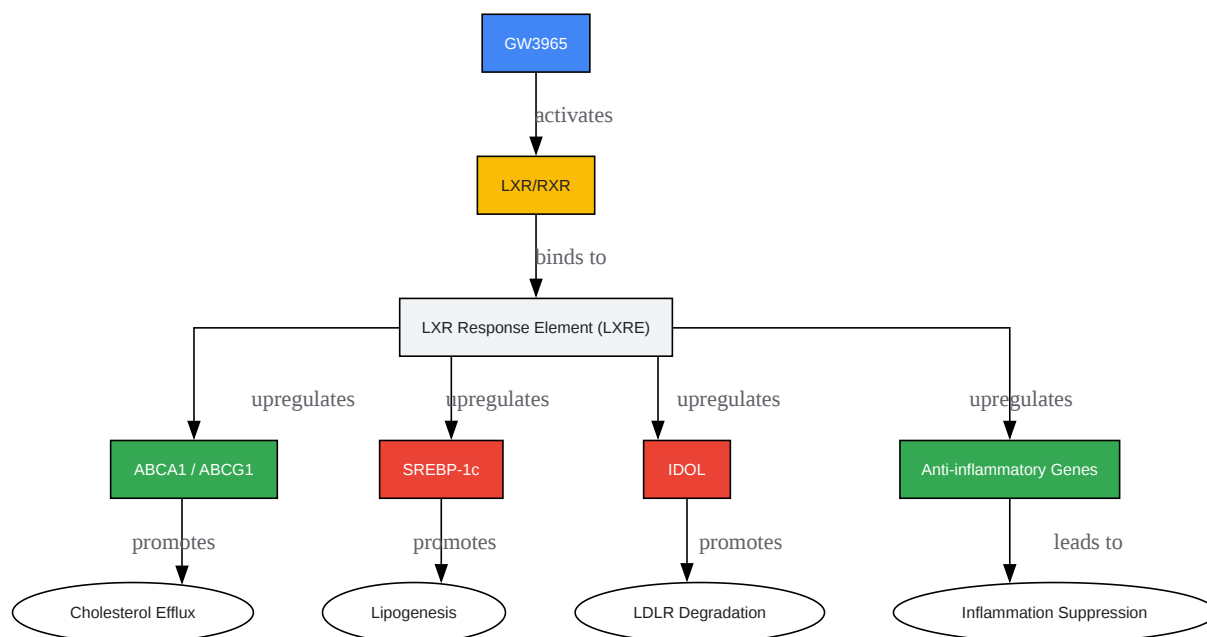 GW3965
activates
LXR/RXR
binds to
LXR Response Element (LXRE)
upregulates
upregulates
upregulates
upregulates
ABCA1 / ABCG1
SREBP-1c
IDOL
Anti-inflammatory Genes
promotes
promotes
promotes
leads to
Cholesterol Efflux
Lipogenesis
LDLR Degradation
Inflammation Suppression